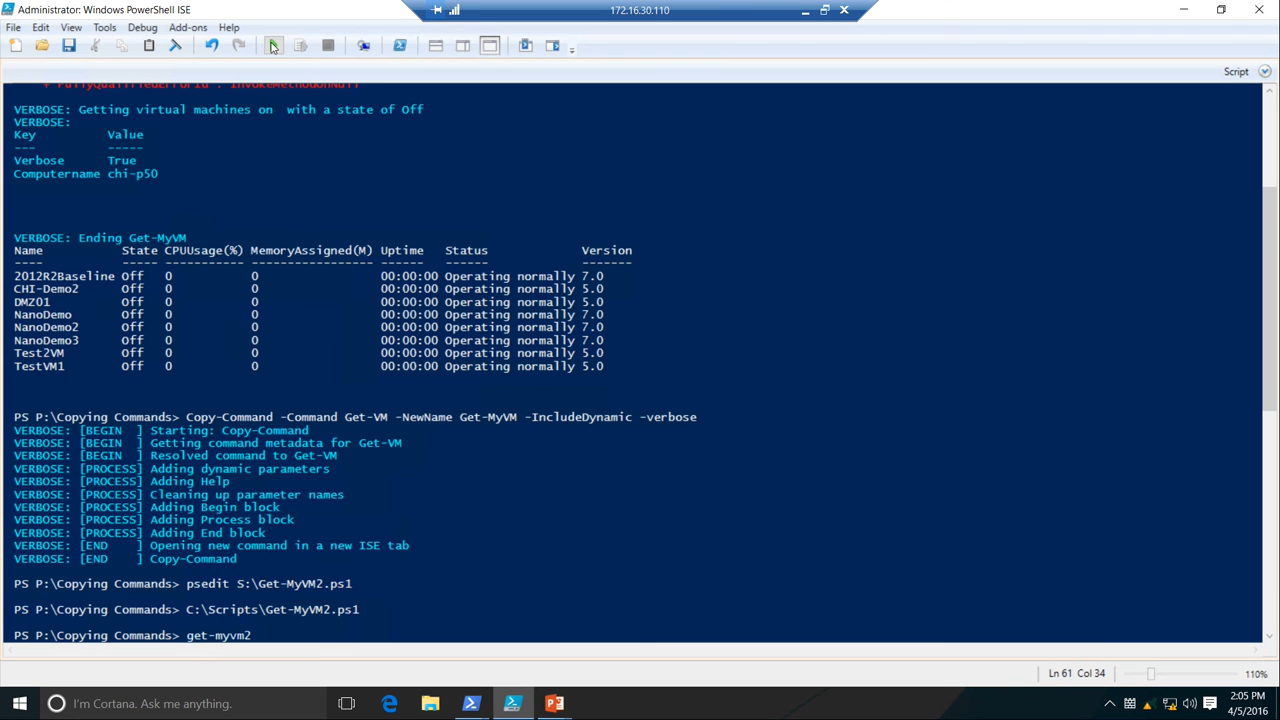 Administrator: Windows PowerShell ISE
172.16.30.110
File Edit View Tools Debug Add-ons Help
Script
+ FullyQualifiedErrorId : InvokeMethodOnNull
VERBOSE: Getting virtual machines on  with a state of Off
VERBOSE:
Key Value
--- -----
Verbose True
Computername chi-p50
VERBOSE: Ending Get-MyVM
Name State CPUUsage(%) MemoryAssigned(M) Uptime Status Version
---- ----- ----------- ----------------- ------ ------ -------
2012R2Baseline Off 0 0 00:00:00 Operating normally 7.0
CHI-Demo2 Off 0 0 00:00:00 Operating normally 5.0
DMZ01 Off 0 0 00:00:00 Operating normally 5.0
NanoDemo Off 0 0 00:00:00 Operating normally 7.0
NanoDemo2 Off 0 0 00:00:00 Operating normally 7.0
NanoDemo3 Off 0 0 00:00:00 Operating normally 7.0
Test2VM Off 0 0 00:00:00 Operating normally 5.0
TestVM1 Off 0 0 00:00:00 Operating normally 5.0
PS P:\Copying Commands> Copy-Command -Command Get-VM -NewName Get-MyVM -IncludeDynamic -verbose
VERBOSE: [BEGIN  ] Starting: Copy-Command
VERBOSE: [BEGIN  ] Getting command metadata for Get-VM
VERBOSE: [BEGIN  ] Resolved command to Get-VM
VERBOSE: [PROCESS] Adding dynamic parameters
VERBOSE: [PROCESS] Adding Help
VERBOSE: [PROCESS] Cleaning up parameter names
VERBOSE: [PROCESS] Adding Begin block
VERBOSE: [PROCESS] Adding Process block
VERBOSE: [PROCESS] Adding End block
VERBOSE: [END    ] Opening new command in a new ISE tab
VERBOSE: [END    ] Copy-Command
PS P:\Copying Commands> psedit S:\Get-MyVM2.ps1
PS P:\Copying Commands> C:\Scripts\Get-MyVM2.ps1
PS P:\Copying Commands> get-myvm2
Ln 61 Col 34 110%
I'm Cortana. Ask me anything.
2:05 PM
4/5/2016